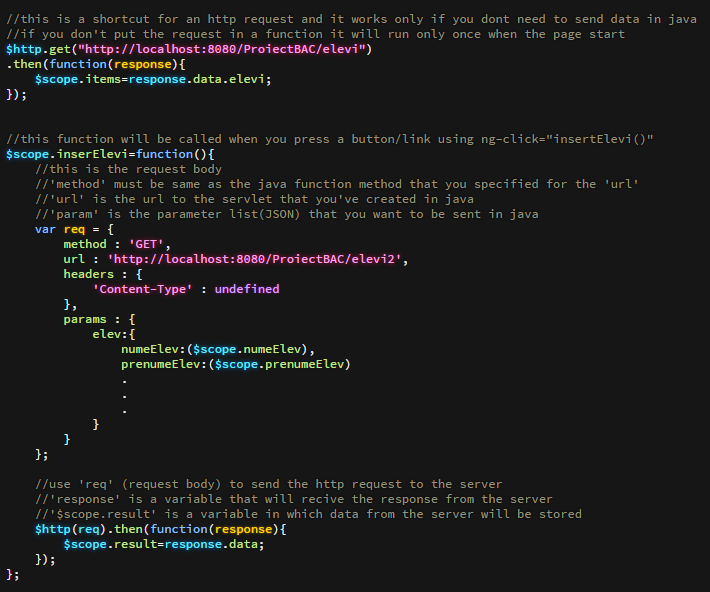 //this is a shortcut for an http request and it works only if you dont need to send data in java
//if you don't put the request in a function it will run only once when the page start
$http.get("http://localhost:8080/ProiectBAC/elevi")
.then(function(response){
    $scope.items=response.data.elevi;
});

//this function will be called when you press a button/link using ng-click="insertElevi()"
$scope.inserElevi=function(){
    //this is the request body
    //'method' must be same as the java function method that you specified for the 'url'
    //'url' is the url to the servlet that you've created in java
    //'param' is the parameter list(JSON) that you want to be sent in java
    var req = {
        method : 'GET',
        url : 'http://localhost:8080/ProiectBAC/elevi2',
        headers : {
            'Content-Type' : undefined
        },
        params : {
            elev:{
                numeElev:($scope.numeElev),
                prenumeElev:($scope.prenumeElev)
                .
                .
                .
            }
        }
    };

    //use 'req' (request body) to send the http request to the server
    //'response' is a variable that will recive the response from the server
    //'$scope.result' is a variable in which data from the server will be stored
    $http(req).then(function(response){
        $scope.result=response.data;
    });
};